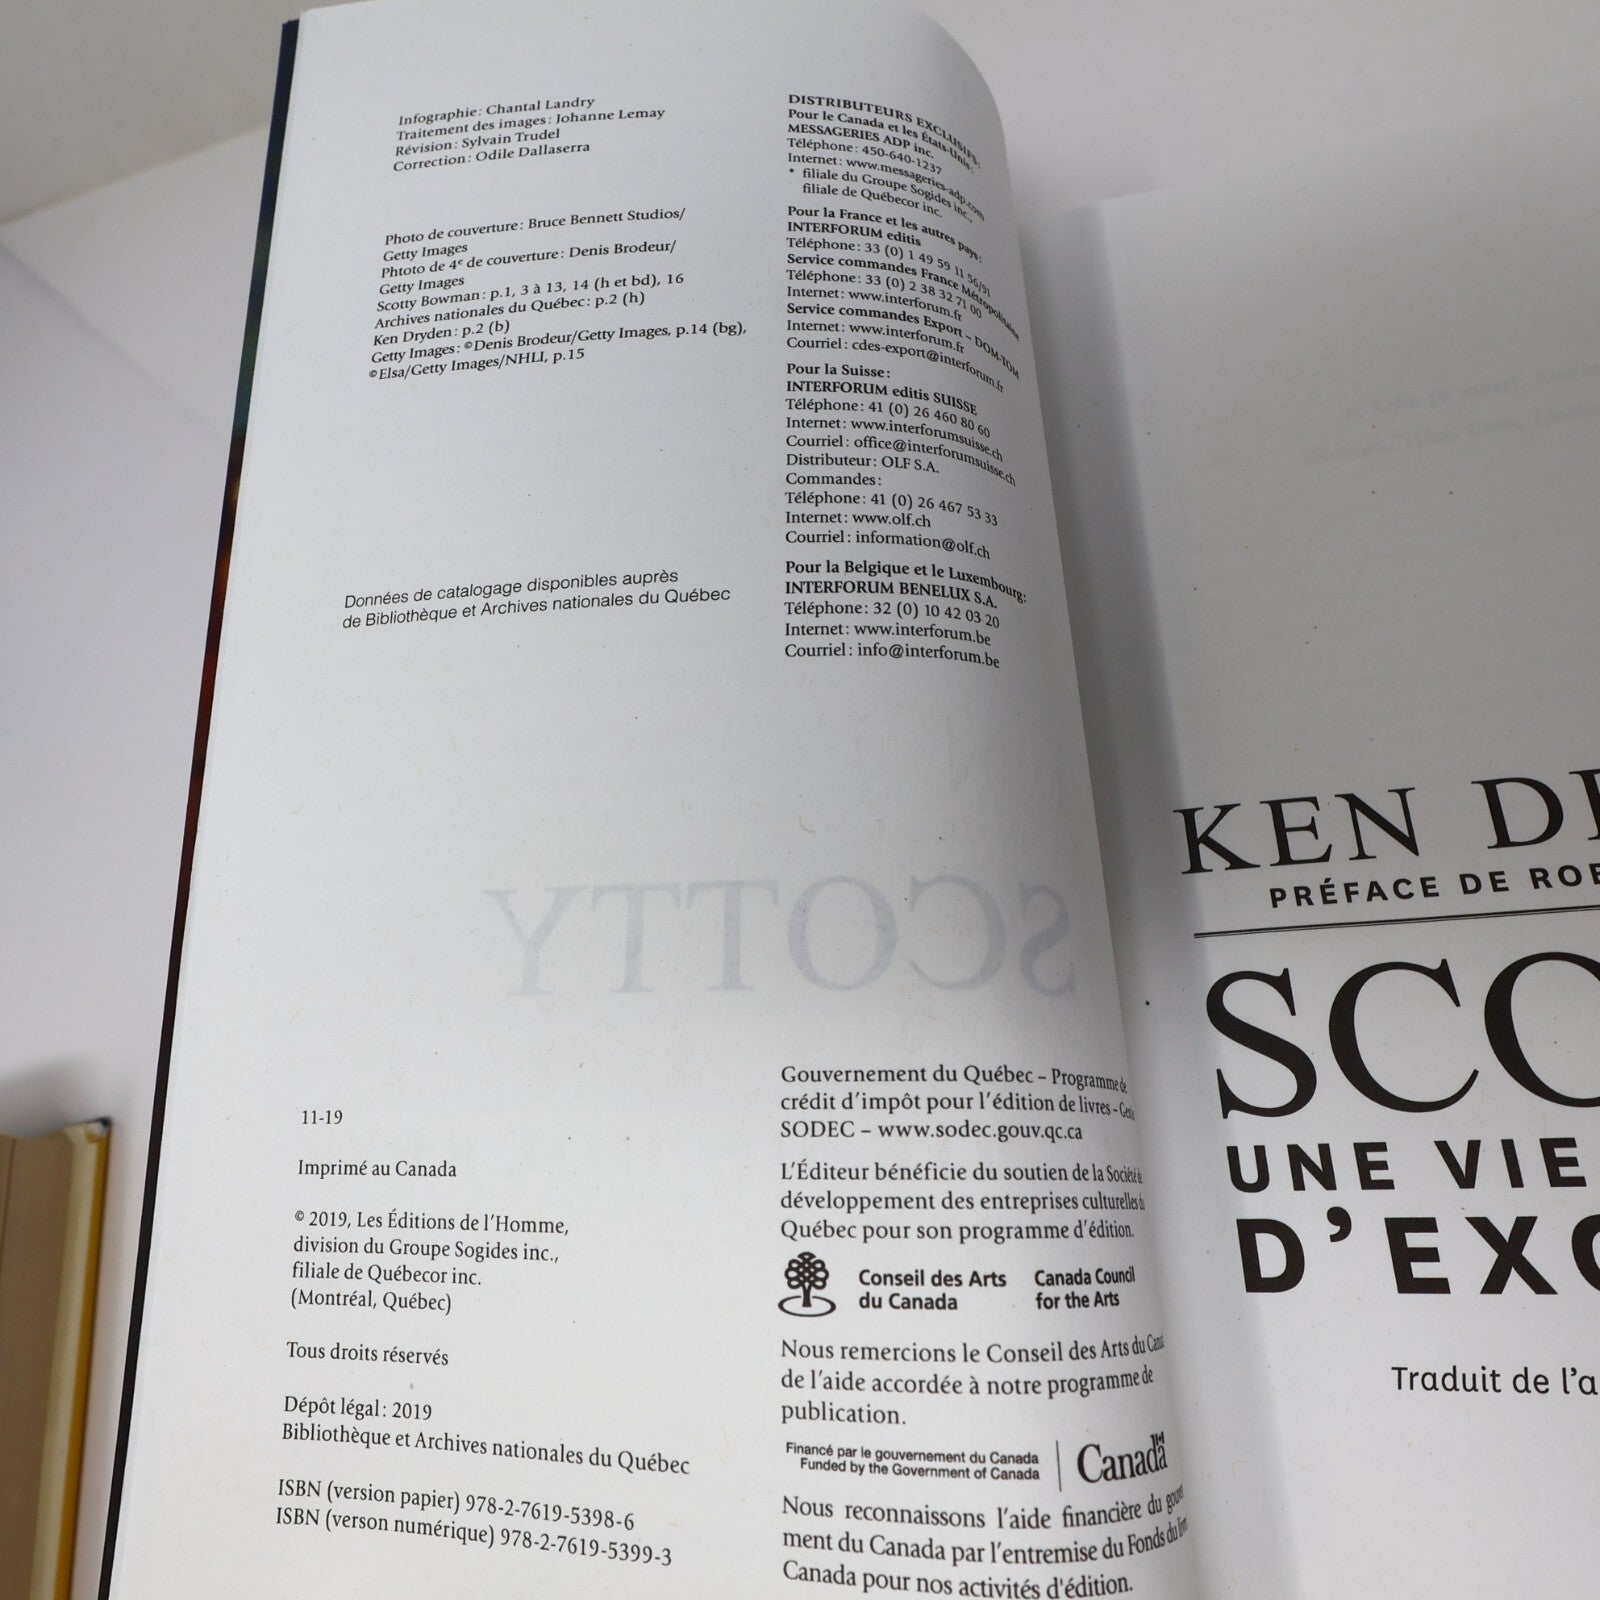 Infographie : Chantal Landry
Traitement des images : Johanne Lemay
Révision : Sylvain Trudel
Correction : Odile Dallaserra
Photo de couverture : Bruce Bennett Studios/
Getty Images
Phtoto de 4e de couverture : Denis Brodeur/
Getty Images
Scotty Bowman : p.1, 3 à 13, 14 (h et bd), 16
Archives nationales du Québec : p.2 (h)
Ken Dryden : p.2 (b)
Getty Images : ©Denis Brodeur/Getty Images, p.14 (bg),
©Elsa/Getty Images/NHLI, p.15
Données de catalogage disponibles auprès
de Bibliothèque et Archives nationales du Québec
11-19
Imprimé au Canada
© 2019, Les Éditions de l'Homme,
division du Groupe Sogides inc.,
filiale de Québecor inc.
(Montréal, Québec)
Tous droits réservés
Dépôt légal : 2019
Bibliothèque et Archives nationales du Québec
ISBN (version papier) 978-2-7619-5398-6
ISBN (verson numérique) 978-2-7619-5399-3
DISTRIBUTEURS EXCLUSIFS :
Pour le Canada et les États-Unis :
MESSAGERIES ADP inc.
Téléphone : 450-640-1237
Internet : www.messageries-adp.com
* filiale du Groupe Sogides inc.,
filiale de Québecor inc.
Pour la France et les autres pays :
INTERFORUM editis
Téléphone : 33 (0) 1 49 59 11 56/91
Service commandes France Métropolitaine
Téléphone : 33 (0) 2 38 32 71 00
Internet : www.interforum.fr
Service commandes Export – DOM-TOM
Internet : www.interforum.fr
Courriel : cdes-export@interforum.fr
Pour la Suisse :
INTERFORUM editis SUISSE
Téléphone : 41 (0) 26 460 80 60
Internet : www.interforumsuisse.ch
Courriel : office@interforumsuisse.ch
Distributeur : OLF S.A.
Commandes :
Téléphone : 41 (0) 26 467 53 33
Internet : www.olf.ch
Courriel : information@olf.ch
Pour la Belgique et le Luxembourg :
INTERFORUM BENELUX S.A.
Téléphone : 32 (0) 10 42 03 20
Internet : www.interforum.be
Courriel : info@interforum.be
SCOTTY
Gouvernement du Québec – Programme de
crédit d'impôt pour l'édition de livres –
SODEC – www.sodec.gouv.qc.ca
L'Éditeur bénéficie du soutien de la Société de
développement des entreprises culturelles du
Québec pour son programme d'édition.
Conseil des Arts
du Canada
Canada Council
for the Arts
Nous remercions le Conseil des Arts du
de l'aide accordée à notre programme de
publication.
Financé par le gouvernement du Canada
Funded by the Government of Canada
Canada
Nous reconnaissons l'aide financière du
ment du Canada par l'entremise du Fonds du
Canada pour nos activités d'édition.
KEN
PRÉFACE DE ROB
SCO
UNE VIE
D'EXC
Traduit de l'a